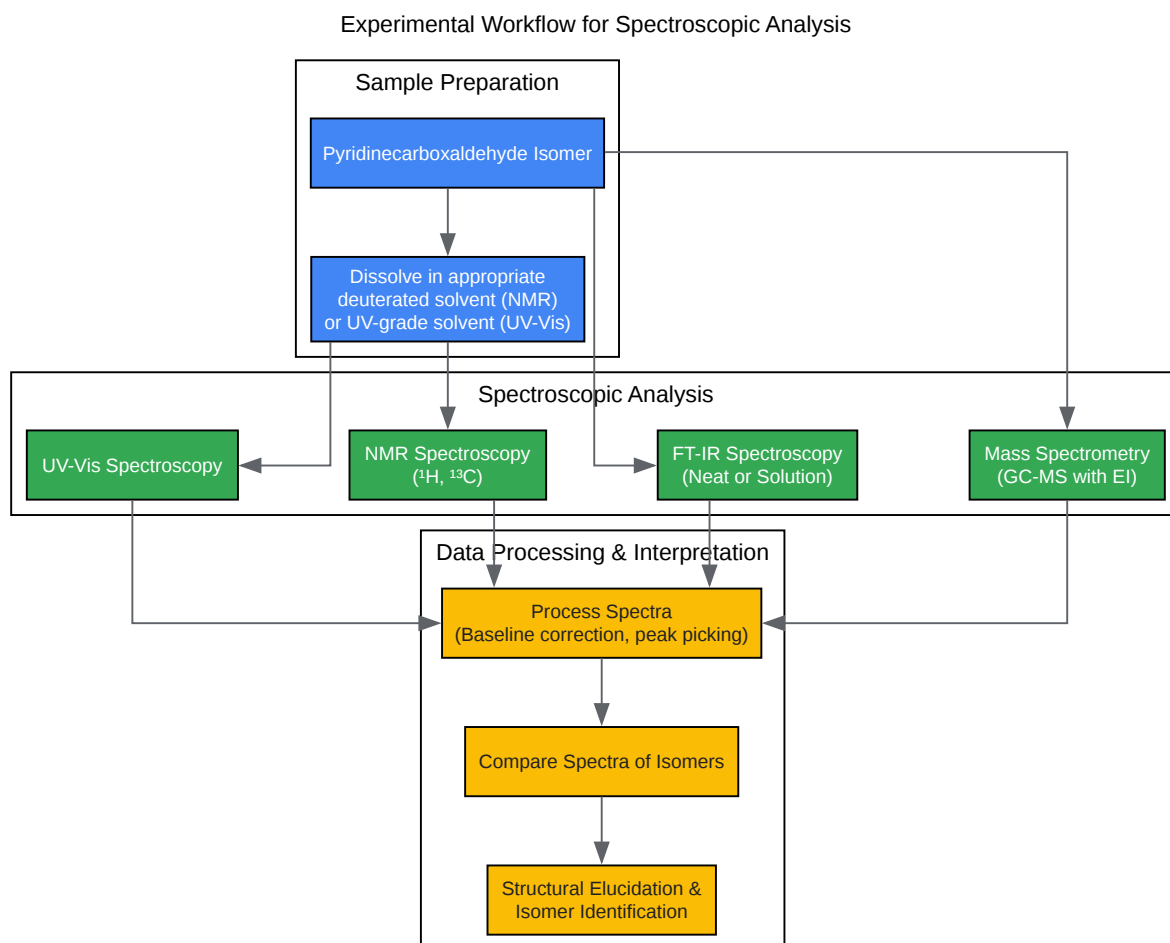 Experimental Workflow for Spectroscopic Analysis
Sample Preparation
Pyridinecarboxaldehyde Isomer
Dissolve in appropriate
deuterated solvent (NMR)
or UV-grade solvent (UV-Vis)
Spectroscopic Analysis
UV-Vis Spectroscopy
NMR Spectroscopy
(¹H, ¹³C)
FT-IR Spectroscopy
(Neat or Solution)
Mass Spectrometry
(GC-MS with EI)
Data Processing & Interpretation
Process Spectra
(Baseline correction, peak picking)
Compare Spectra of Isomers
Structural Elucidation &
Isomer Identification